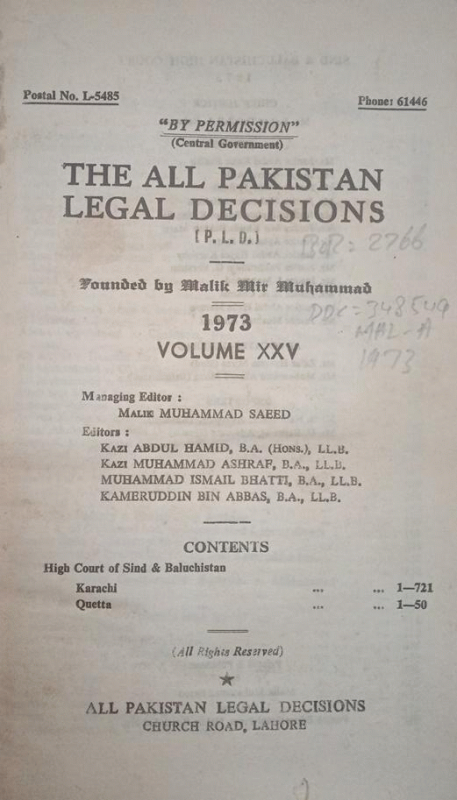 Postal No. L-5485
Phone: 61446
"BY PERMISSION"
(Central Government)
THE ALL PAKISTAN
LEGAL DECISIONS
(P. L. D.)
Founded by Malik Mir Muhammad
1973
VOLUME XXV
Managing Editor :
MALIK MUHAMMAD SAEED
Editors :
KAZI ABDUL HAMID, B.A. (HONS.), LL.B.
KAZI MUHAMMAD ASHRAF, B.A., LL.B.
MUHAMMAD ISMAIL BHATTI, B.A., LL.B.
KAMERUDDIN BIN ABBAS, B.A., LL.B.
CONTENTS
High Court of Sind & Baluchistan
Karachi ... ... 1—721
Quetta ... ... 1—50
(All Rights Reserved)
ALL PAKISTAN LEGAL DECISIONS
CHURCH ROAD, LAHORE
2766
MAL-A
1973